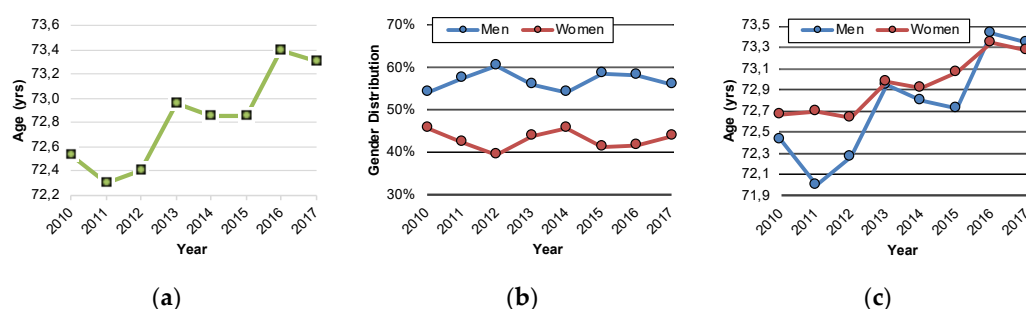 73,6
73,4
73,2
73,0
72,8
72,6
72,4
72,2
Age (yrs)
2010 2011 2012 2013 2014 2015 2016 2017
Year
(a)
70%
60%
50%
40%
30%
Gender Distribution
Men Women
2010 2011 2012 2013 2014 2015 2016 2017
Year
(b)
73,5
73,3
73,1
72,9
72,7
72,5
72,3
72,1
71,9
Age (yrs)
Men Women
2010 2011 2012 2013 2014 2015 2016 2017
Year
(c)